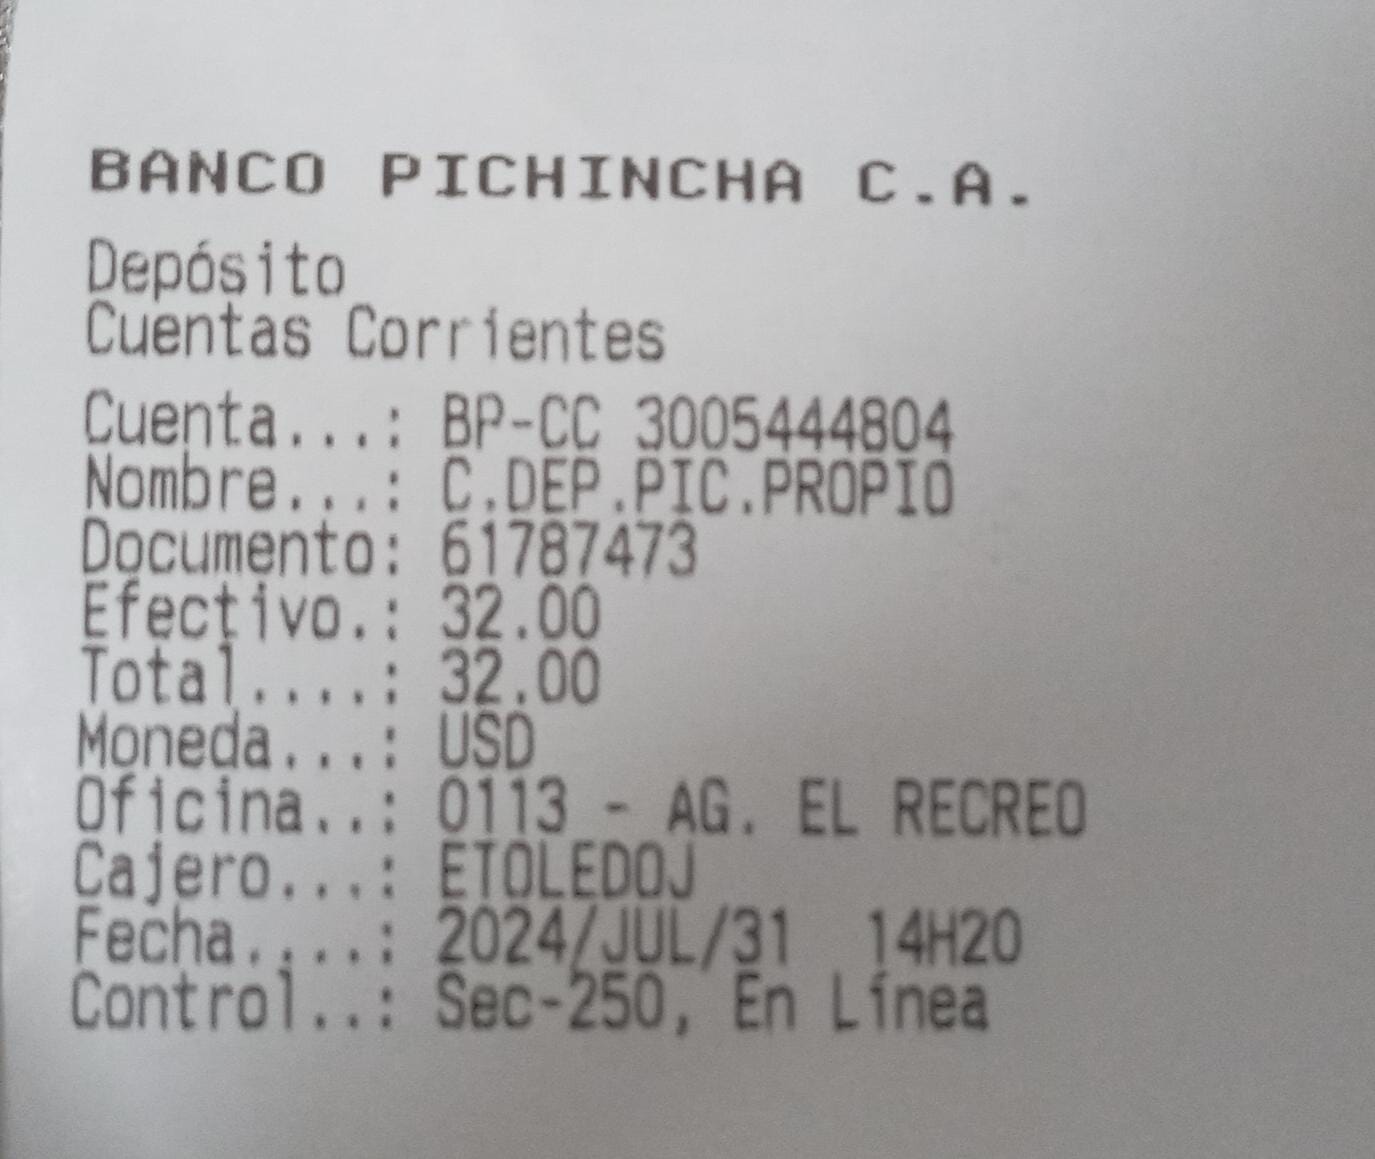 BANCO PICHINCHA C.A.
Depósito
Cuentas Corrientes
Cuenta...: BP-CC 3005444804
Nombre...: C.DEP.PIC.PROPIO
Documento: 61787473
Efectivo.: 32.00
Total....: 32.00
Moneda...: USD
Oficina..: 0113 - AG. EL RECREO
Cajero...: ETOLEDOJ
Fecha....: 2024/JUL/31  14H20
Control..: Sec-250, En Línea